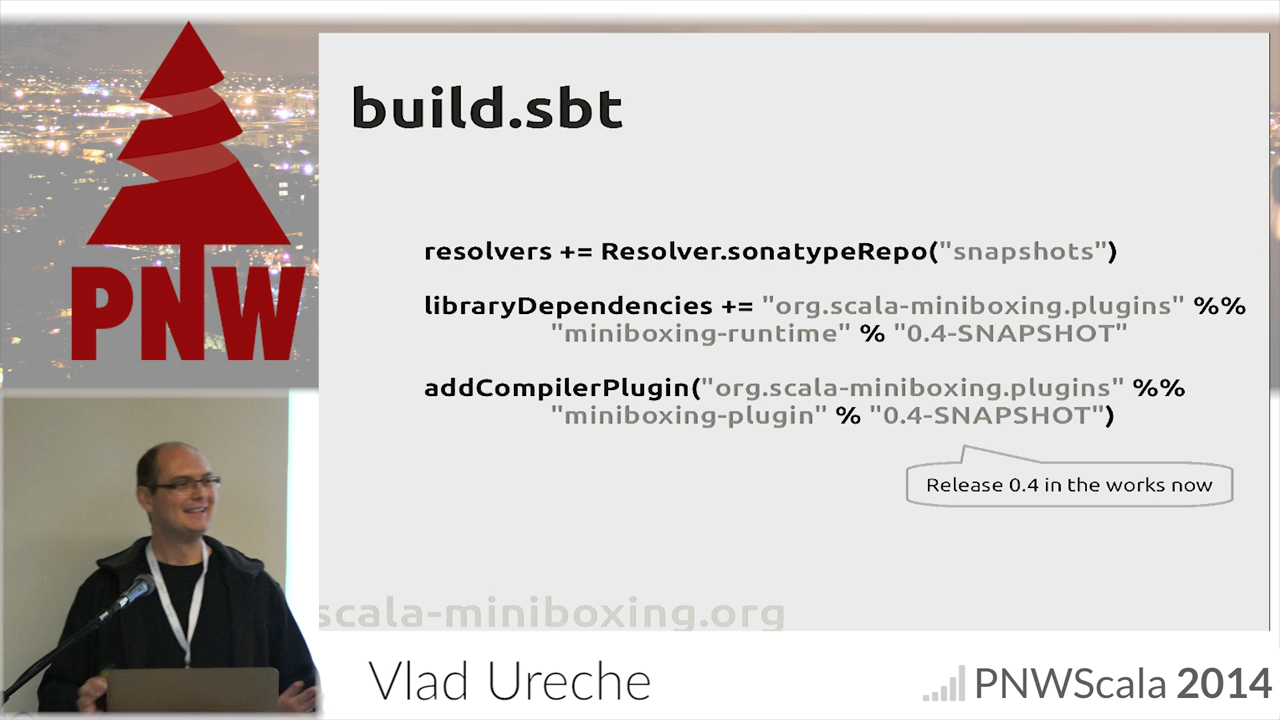 PNW
build.sbt
resolvers += Resolver.sonatypeRepo("snapshots")
libraryDependencies += "org.scala-miniboxing.plugins" %%
"miniboxing-runtime" % "0.4-SNAPSHOT"
addCompilerPlugin("org.scala-miniboxing.plugins" %%
"miniboxing-plugin" % "0.4-SNAPSHOT")
Release 0.4 in the works now
scala-miniboxing.org
Vlad Ureche
PNWScala 2014